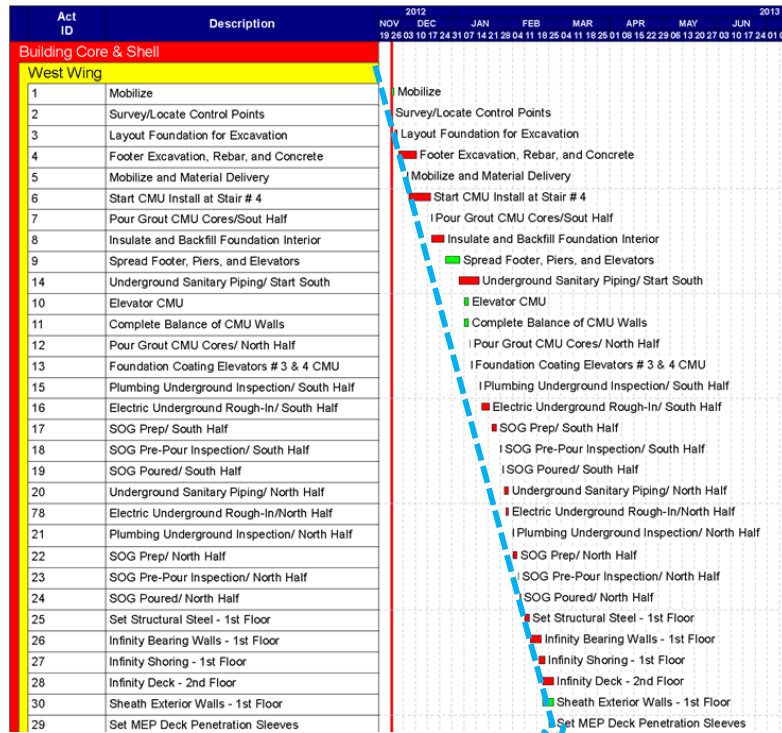 Act ID Description 2012 2013
NOV DEC JAN FEB MAR APR MAY JUN
19 26 03 10 17 24 31 07 14 21 28 04 11 18 25 04 11 18 25 01 08 15 22 29 06 13 20 27 03 10 17 24 01 0
Building Core & Shell
West Wing
1 Mobilize Mobilize
2 Survey/Locate Control Points Survey/Locate Control Points
3 Layout Foundation for Excavation Layout Foundation for Excavation
4 Footer Excavation, Rebar, and Concrete Footer Excavation, Rebar, and Concrete
5 Mobilize and Material Delivery Mobilize and Material Delivery
6 Start CMU Install at Stair # 4 Start CMU Install at Stair # 4
7 Pour Grout CMU Cores/Sout Half Pour Grout CMU Cores/Sout Half
8 Insulate and Backfill Foundation Interior Insulate and Backfill Foundation Interior
9 Spread Footer, Piers, and Elevators Spread Footer, Piers, and Elevators
14 Underground Sanitary Piping/ Start South Underground Sanitary Piping/ Start South
10 Elevator CMU Elevator CMU
11 Complete Balance of CMU Walls Complete Balance of CMU Walls
12 Pour Grout CMU Cores/ North Half Pour Grout CMU Cores/ North Half
13 Foundation Coating Elevators # 3 & 4 CMU Foundation Coating Elevators # 3 & 4 CMU
15 Plumbing Underground Inspection/ South Half Plumbing Underground Inspection/ South Half
16 Electric Underground Rough-In/ South Half Electric Underground Rough-In/ South Half
17 SOG Prep/ South Half SOG Prep/ South Half
18 SOG Pre-Pour Inspection/ South Half SOG Pre-Pour Inspection/ South Half
19 SOG Poured/ South Half SOG Poured/ South Half
20 Underground Sanitary Piping/ North Half Underground Sanitary Piping/ North Half
78 Electric Underground Rough-In/North Half Electric Underground Rough-In/North Half
21 Plumbing Underground Inspection/ North Half Plumbing Underground Inspection/ North Half
22 SOG Prep/ North Half SOG Prep/ North Half
23 SOG Pre-Pour Inspection/ North Half SOG Pre-Pour Inspection/ North Half
24 SOG Poured/ North Half SOG Poured/ North Half
25 Set Structural Steel - 1st Floor Set Structural Steel - 1st Floor
26 Infinity Bearing Walls - 1st Floor Infinity Bearing Walls - 1st Floor
27 Infinity Shoring - 1st Floor Infinity Shoring - 1st Floor
28 Infinity Deck - 2nd Floor Infinity Deck - 2nd Floor
30 Sheath Exterior Walls - 1st Floor Sheath Exterior Walls - 1st Floor
29 Set MEP Deck Penetration Sleeves Set MEP Deck Penetration Sleeves